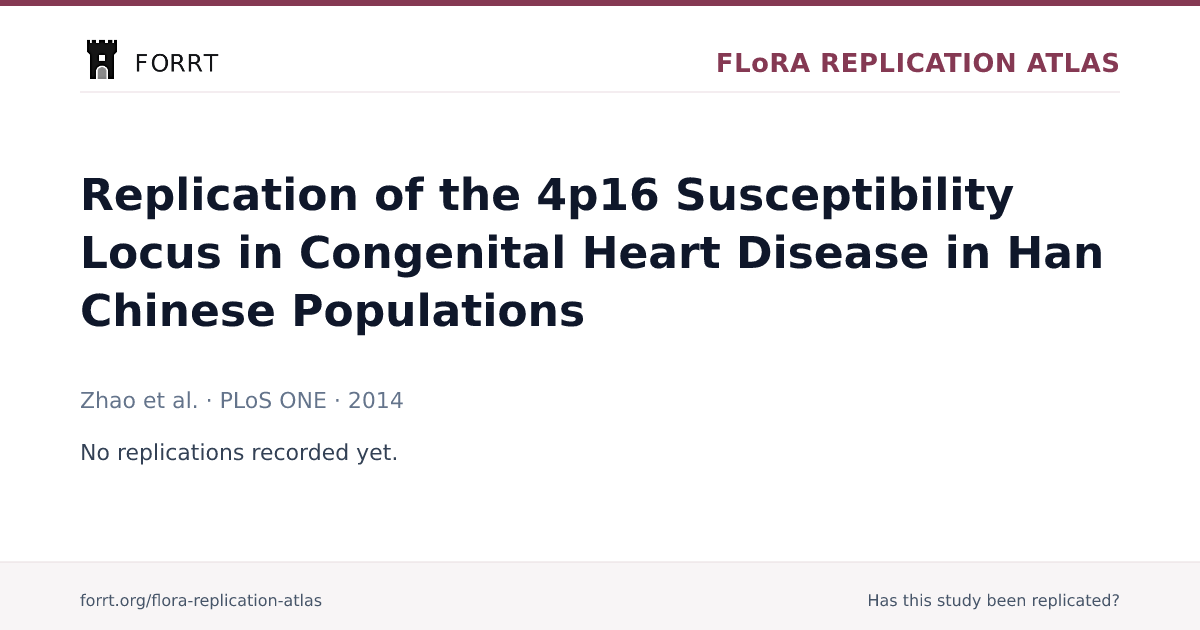 FORRT
FLoRA REPLICATION ATLAS
Replication of the 4p16 Susceptibility
Locus in Congenital Heart Disease in Han
Chinese Populations
Zhao et al. · PLoS ONE · 2014
No replications recorded yet.
forrt.org/flora-replication-atlas
Has this study been replicated?